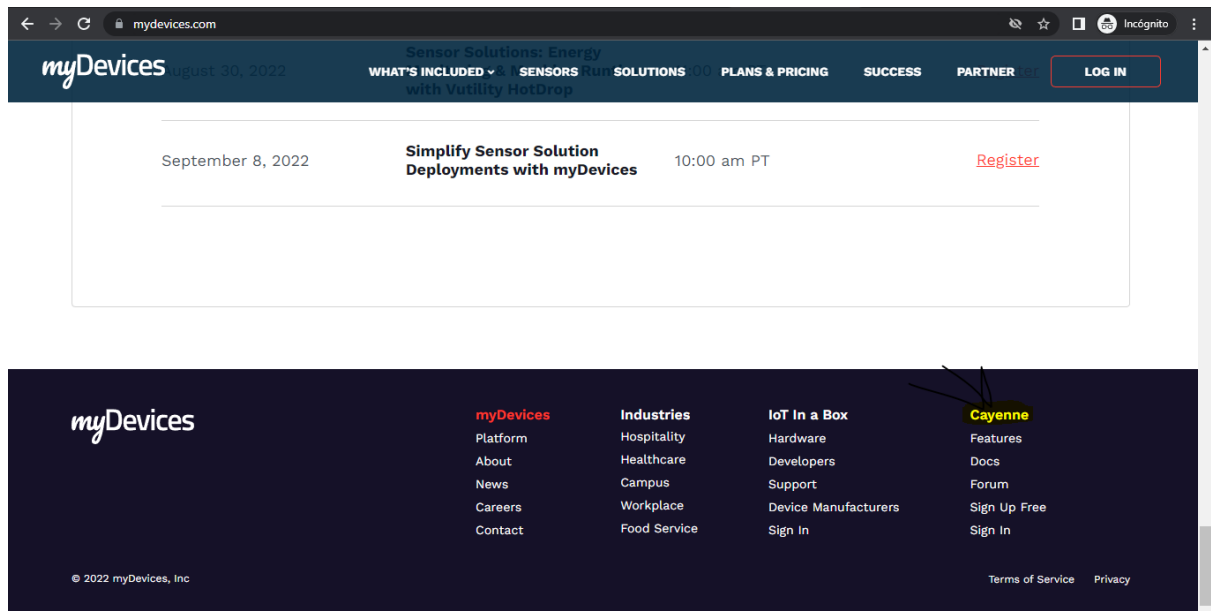 mydevices.com
Incógnito
myDevices
August 30, 2022
Sensor Solutions: Energy
with Vutility HotDrop
WHAT'S INCLUDED
SENSORS
SOLUTIONS
PLANS & PRICING
SUCCESS
PARTNER
LOG IN
September 8, 2022
Simplify Sensor Solution
Deployments with myDevices
10:00 am PT
Register
myDevices
myDevices
Platform
About
News
Careers
Contact
Industries
Hospitality
Healthcare
Campus
Workplace
Food Service
IoT In a Box
Hardware
Developers
Support
Device Manufacturers
Sign In
Cayenne
Features
Docs
Forum
Sign Up Free
Sign In
© 2022 myDevices, Inc
Terms of Service
Privacy